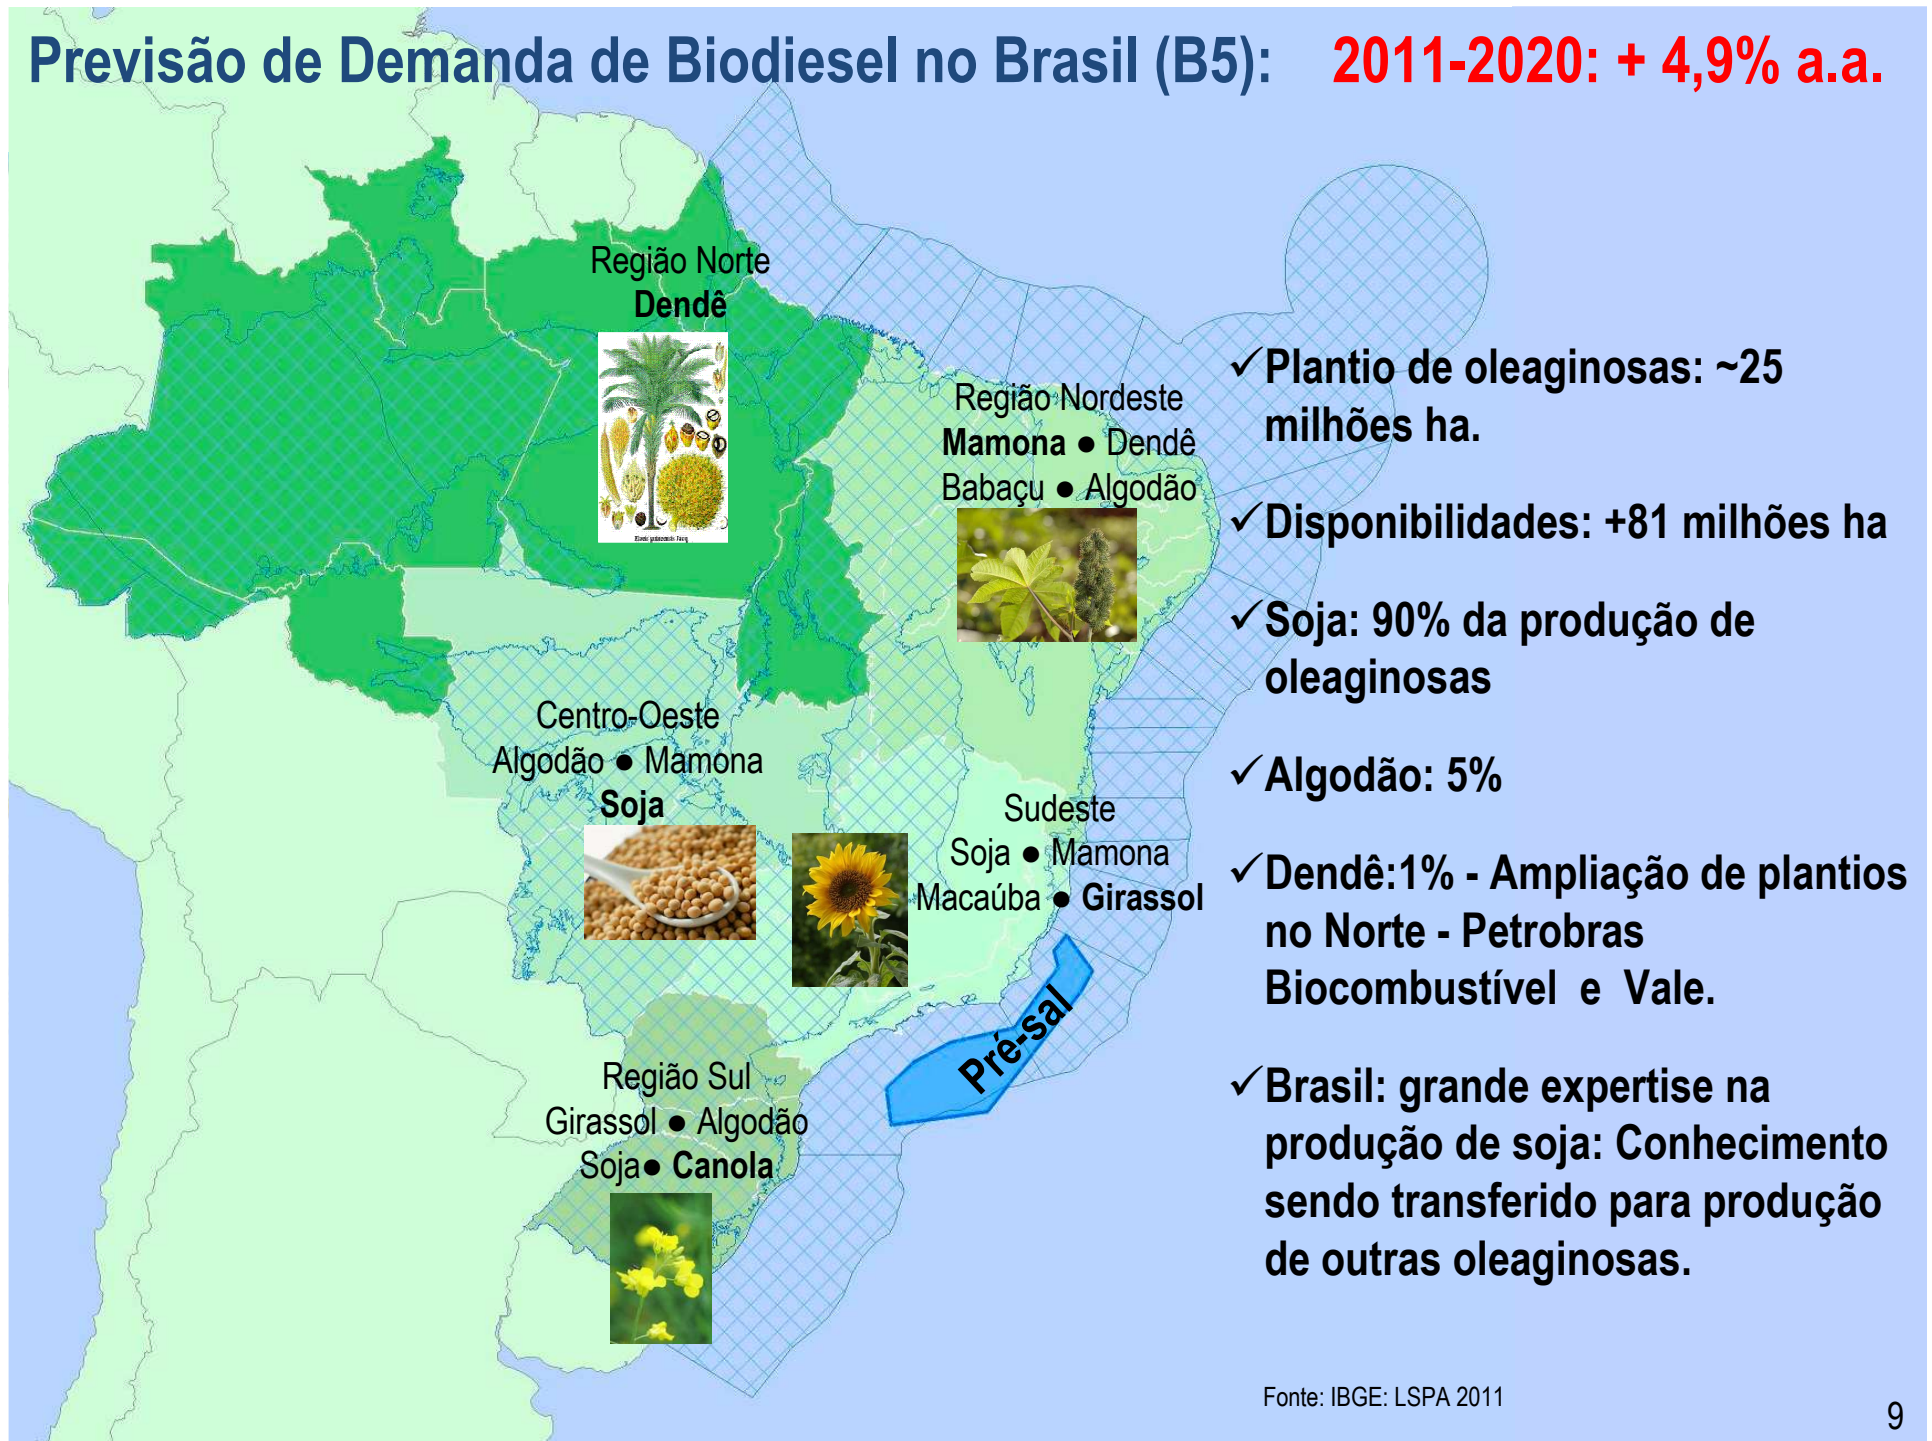 Previsão de Demanda de Biodiesel no Brasil (B5): 2011-2020: + 4,9% a.a.
Região Norte
Dendê
Região Nordeste
Mamona ● Dendê
Babaçu ● Algodão
Centro-Oeste
Algodão ● Mamona
Soja
Sudeste
Soja ● Mamona
Macaúba ● Girassol
Pré-sal
Região Sul
Girassol ● Algodão
Soja● Canola
✓Plantio de oleaginosas: ~25
milhões ha.
✓Disponibilidades: +81 milhões ha
✓Soja: 90% da produção de
oleaginosas
✓Algodão: 5%
✓Dendê:1% - Ampliação de plantios
no Norte - Petrobras
Biocombustível e Vale.
✓Brasil: grande expertise na
produção de soja: Conhecimento
sendo transferido para produção
de outras oleaginosas.
Fonte: IBGE: LSPA 2011
9